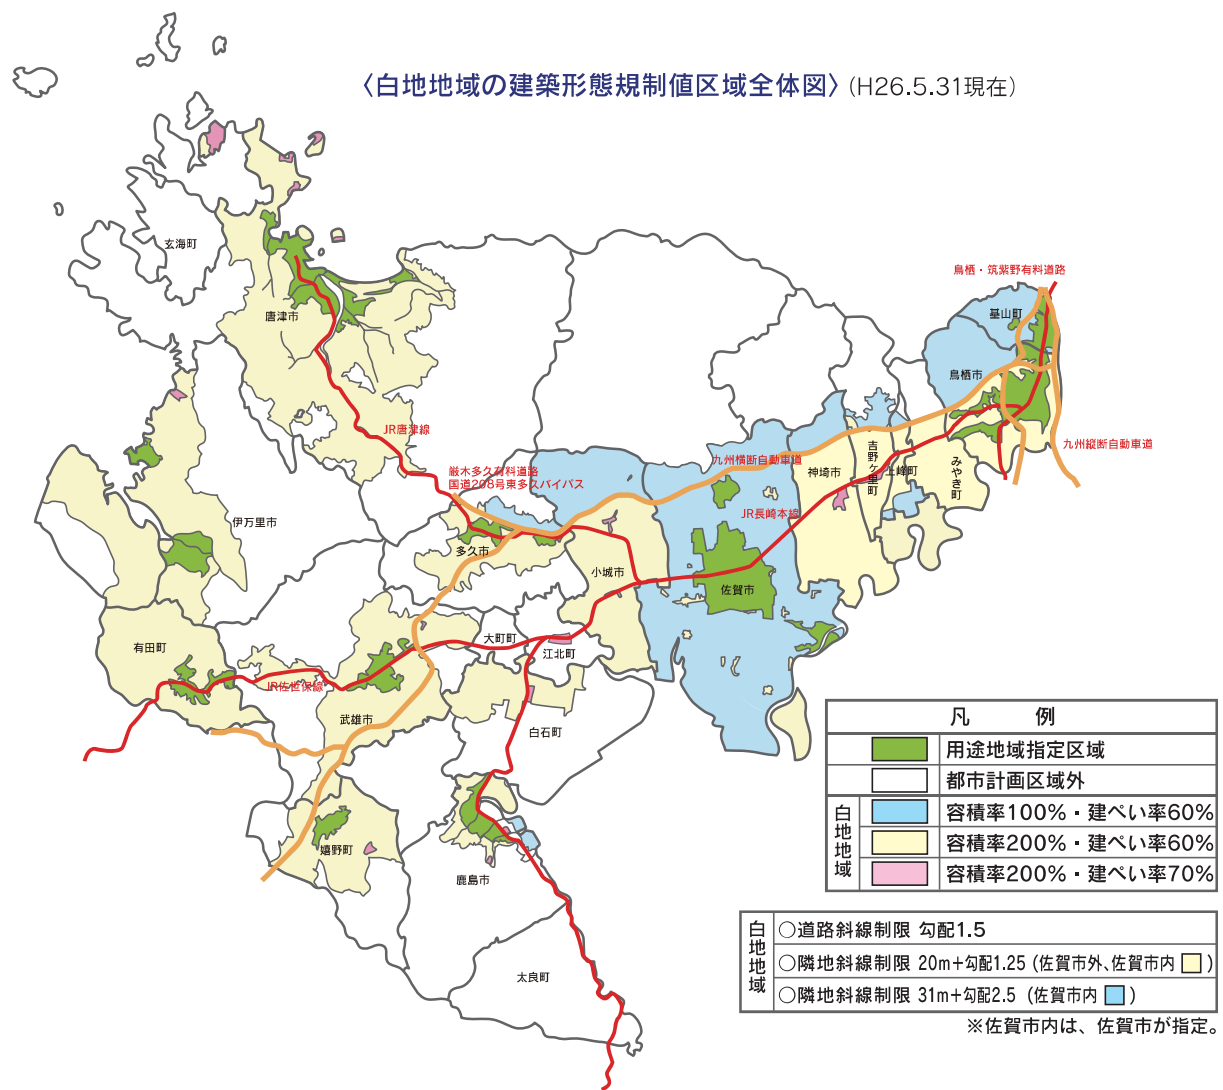 〈白地地域の建築形態規制値区域全体図〉(H26.5.31現在)
玄海町
唐津市
鳥栖・筑紫野有料道路
基山町
鳥栖市
JR唐津線
九州縦断自動車道
厳木多久有料道路
国道208号東多久バイパス
九州横断自動車道
神埼市
吉野ヶ里町
上峰町
みやき町
JR長崎本線
伊万里市
多久市
小城市
佐賀市
大町町
江北町
有田町
JR佐世保線
武雄市
白石町
嬉野町
鹿島市
太良町
凡 例
用途地域指定区域
都市計画区域外
白地地域
容積率100%・建ぺい率60%
容積率200%・建ぺい率60%
容積率200%・建ぺい率70%
白地地域
○道路斜線制限 勾配1.5
○隣地斜線制限 20m+勾配1.25 (佐賀市外、佐賀市内 )
○隣地斜線制限 31m+勾配2.5 (佐賀市内 )
※佐賀市内は、佐賀市が指定。